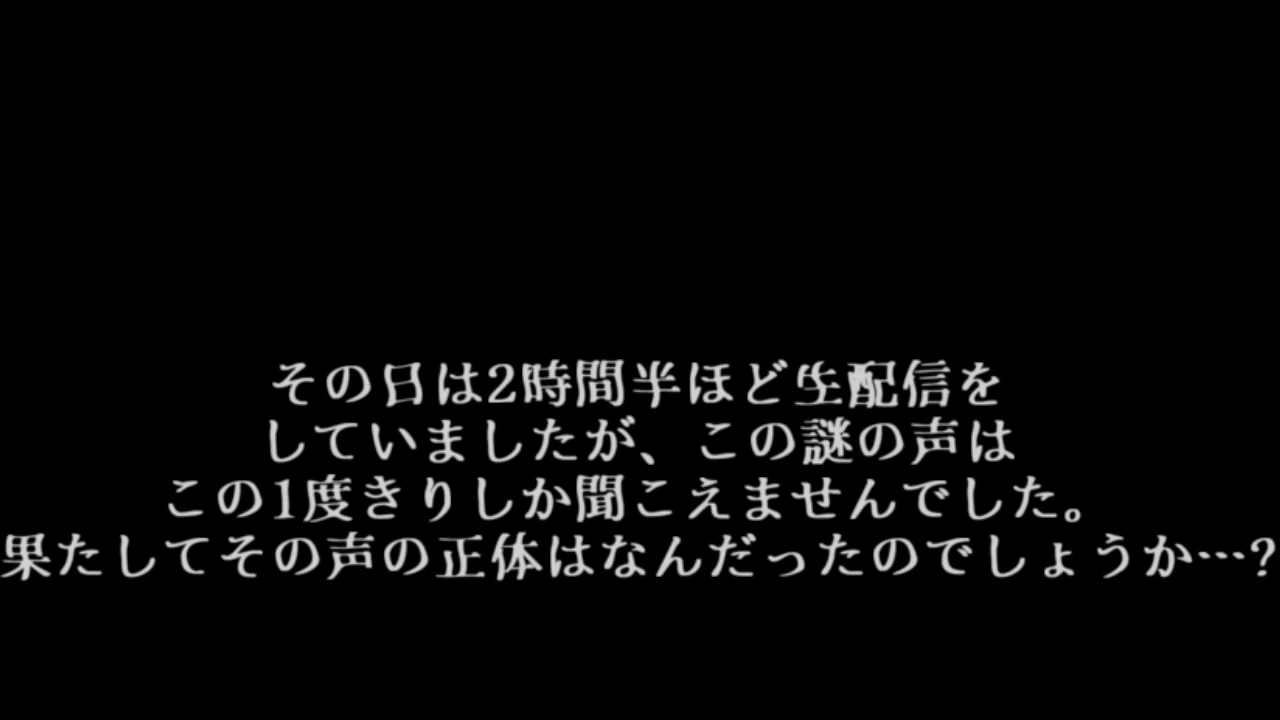 その日は2時間半ほど生配信を
していましたが、この謎の声は
この1度きりしか聞こえませんでした。
果たしてその声の正体はなんだったのでしょうか…?